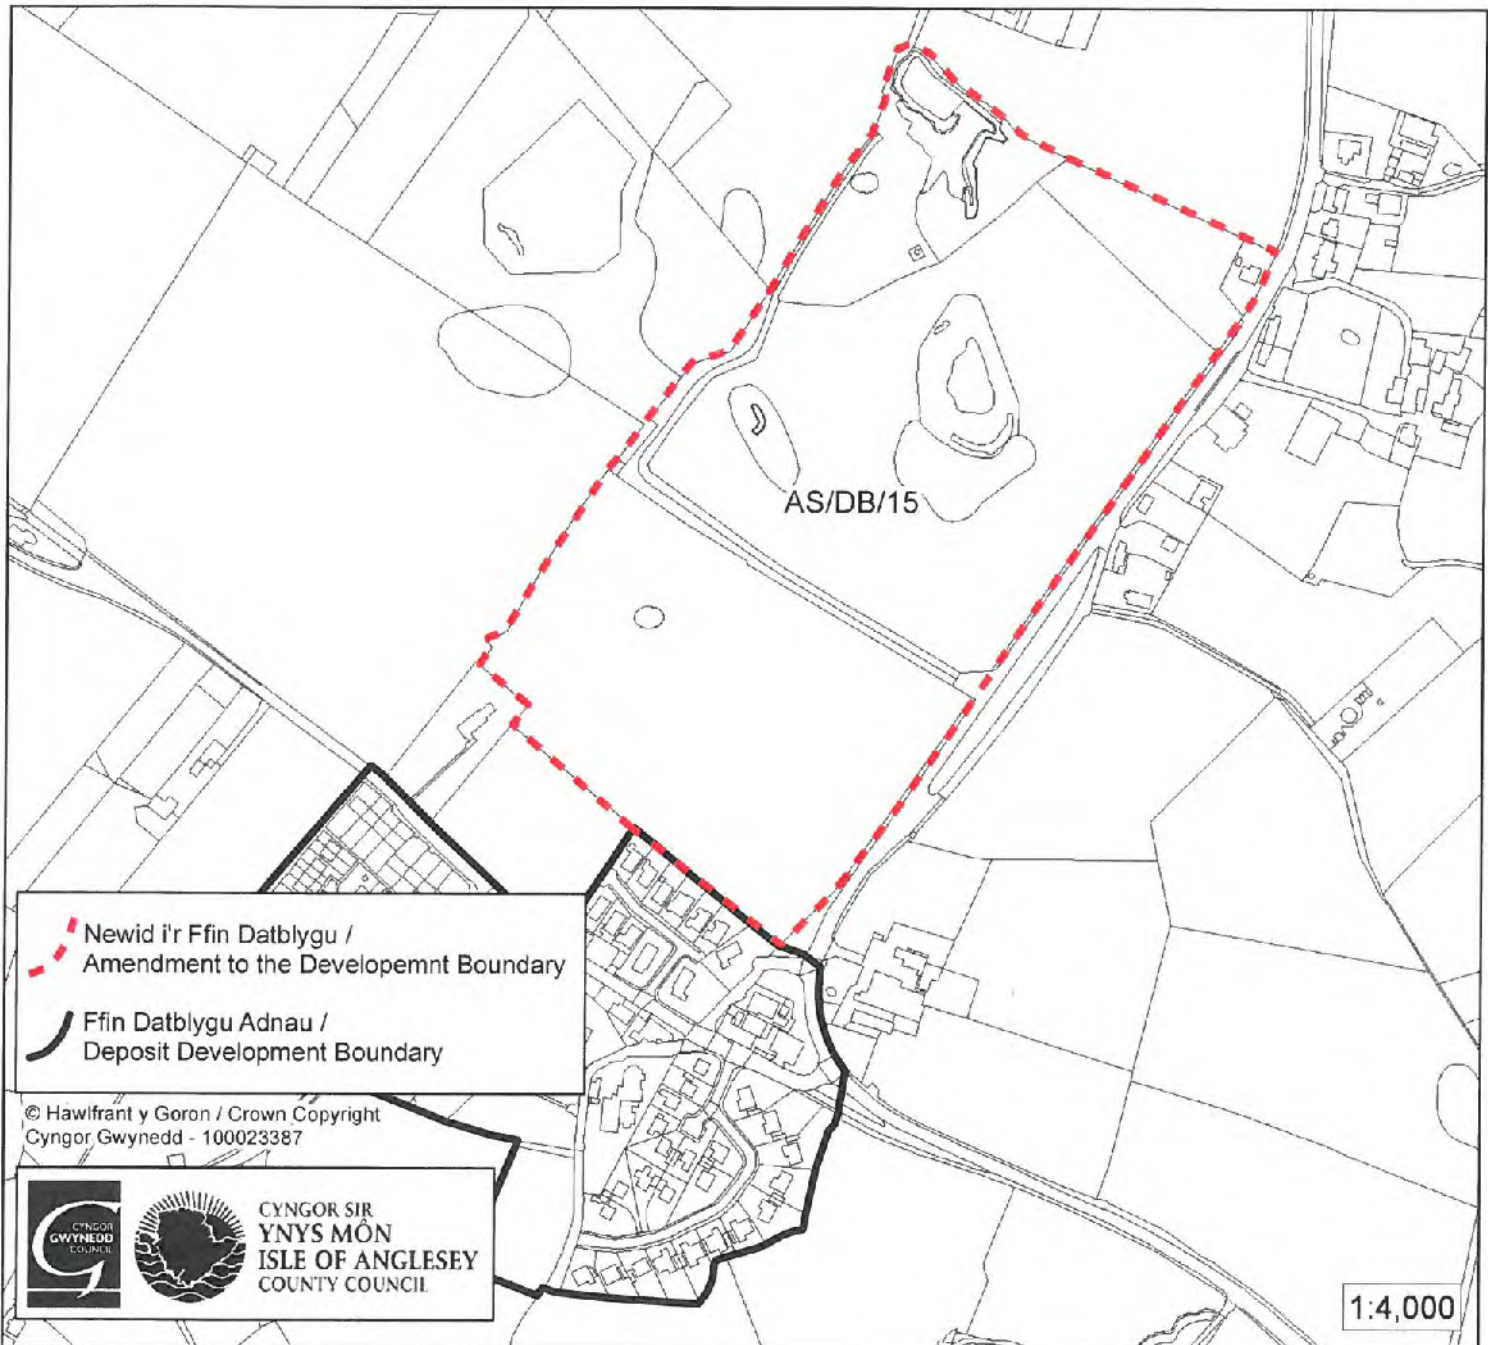 AS/DB/15
Newid i'r Ffin Datblygu /
Amendment to the Developemnt Boundary
Ffin Datblygu Adnau /
Deposit Development Boundary
© Hawlfraint y Goron / Crown Copyright
Cyngor Gwynedd - 100023387
CYNGOR
GWYNEDD
COUNCIL
CYNGOR SIR
YNYS MÔN
ISLE OF ANGLESEY
COUNTY COUNCIL
1:4,000